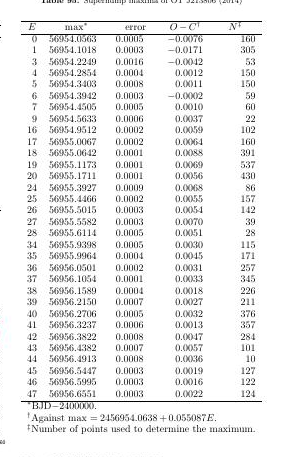 Table 98. Superhump maxima of OT J213806 (2014)
E max* error O − C† N‡
0 56954.0563 0.0005 −0.0076 160
1 56954.1018 0.0003 −0.0171 305
3 56954.2249 0.0016 −0.0042 53
4 56954.2854 0.0004 0.0012 150
5 56954.3403 0.0008 0.0011 150
6 56954.3942 0.0003 −0.0002 59
7 56954.4505 0.0005 0.0010 60
9 56954.5633 0.0006 0.0037 22
16 56954.9512 0.0002 0.0059 102
17 56955.0067 0.0002 0.0064 160
18 56955.0642 0.0001 0.0088 391
19 56955.1173 0.0001 0.0069 537
20 56955.1711 0.0001 0.0056 430
24 56955.3927 0.0009 0.0068 86
25 56955.4466 0.0002 0.0055 157
26 56955.5015 0.0003 0.0054 142
27 56955.5582 0.0003 0.0070 39
28 56955.6114 0.0005 0.0051 28
34 56955.9398 0.0005 0.0030 115
35 56955.9964 0.0004 0.0045 171
36 56956.0501 0.0002 0.0031 257
37 56956.1054 0.0001 0.0033 345
38 56956.1589 0.0004 0.0018 226
39 56956.2150 0.0007 0.0027 211
40 56956.2706 0.0005 0.0032 376
41 56956.3237 0.0006 0.0013 357
42 56956.3822 0.0008 0.0047 284
43 56956.4382 0.0007 0.0057 101
44 56956.4913 0.0008 0.0036 10
45 56956.5447 0.0003 0.0019 127
46 56956.5995 0.0003 0.0016 122
47 56956.6551 0.0003 0.0022 124
*BJD−2400000.
†Against max = 2456954.0638 + 0.055087E.
‡Number of points used to determine the maximum.